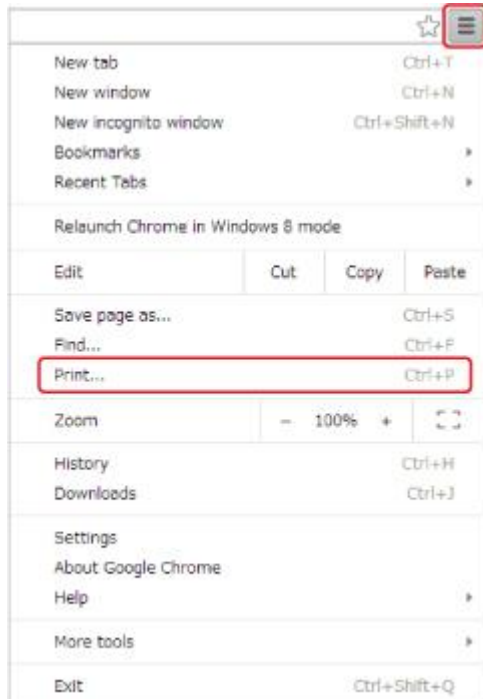 New tab Ctrl+T
New window Ctrl+N
New incognito window Ctrl+Shift+N
Bookmarks
Recent Tabs
Relaunch Chrome in Windows 8 mode
Edit Cut Copy Paste
Save page as... Ctrl+S
Find... Ctrl+F
Print... Ctrl+P
Zoom − 100% +
History Ctrl+H
Downloads Ctrl+J
Settings
About Google Chrome
Help
More tools
Exit Ctrl+Shift+Q